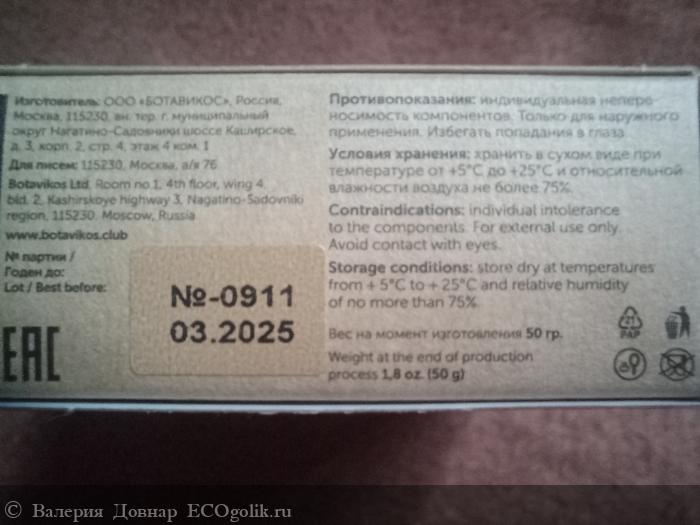 Изготовитель: ООО «БОТАВИКОС», Россия,
Москва, 115230, вн. тер. г. муниципальный
округ Нагатино-Садовники шоссе Каширское,
д. 3, корп. 2, стр. 4, этаж 4 ком. 1
Для писем: 115230, Москва, а/я 76
Botavikos Ltd, Room no.1, 4th floor, wing 4,
bld. 2, Kashirskoye highway 3, Nagatino-Sadovniki
region, 115230, Moscow, Russia
www.botavikos.club
№ партии /
Годен до:
Lot / Best before:
№-0911
03.2025
EAC
Противопоказания: индивидуальная непере-
носимость компонентов. Только для наружного
применения. Избегать попадания в глаза.
Условия хранения: хранить в сухом виде при
температуре от +5°C до +25°C и относительной
влажности воздуха не более 75%.
Contraindications: individual intolerance
to the components. For external use only.
Avoid contact with eyes.
Storage conditions: store dry at temperatures
from + 5°C to + 25°C and relative humidity
of no more than 75%.
Вес на момент изготовления 50 гр.
Weight at the end of production
process 1,8 oz. (50 g)
21
PAP
© Валерия Довнар ECOgolik.ru